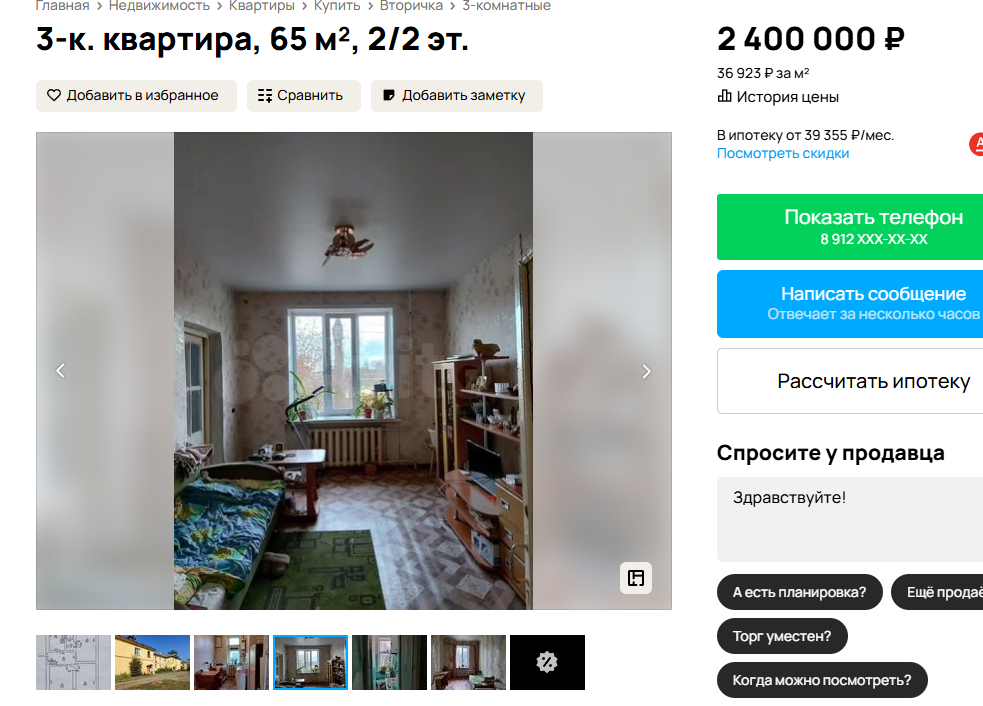 Главная > Недвижимость > Квартиры > Купить > Вторичка > 3-комнатные
3-к. квартира, 65 м², 2/2 эт.
Добавить в избранное
Сравнить
Добавить заметку
2 400 000 ₽
36 923 ₽ за м²
История цены
В ипотеку от 39 355 ₽/мес.
Посмотреть скидки
Показать телефон
8 912 XXX-XX-XX
Написать сообщение
Отвечает за несколько часов
Рассчитать ипотеку
Спросите у продавца
Здравствуйте!
А есть планировка?
Ещё продаё
Торг уместен?
Когда можно посмотреть?